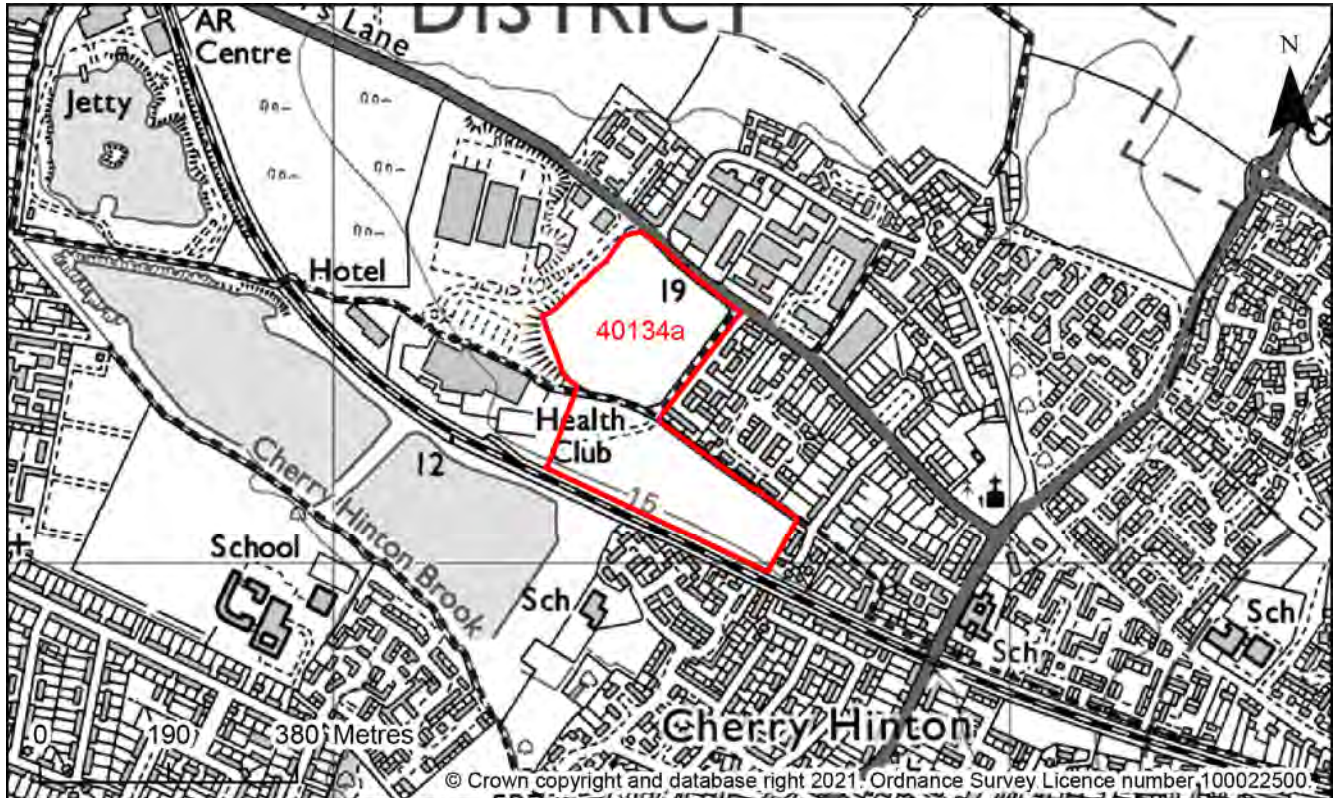 DISTRICT
AR
Centre
's Lane
N
Jetty
Hotel
19
40134a
Health
Club
12
15
Cherry Hinton Brook
School
Sch
Sch
Sch
Cherry Hinton
0 190 380 Metres
© Crown copyright and database right 2021. Ordnance Survey Licence number 100022500